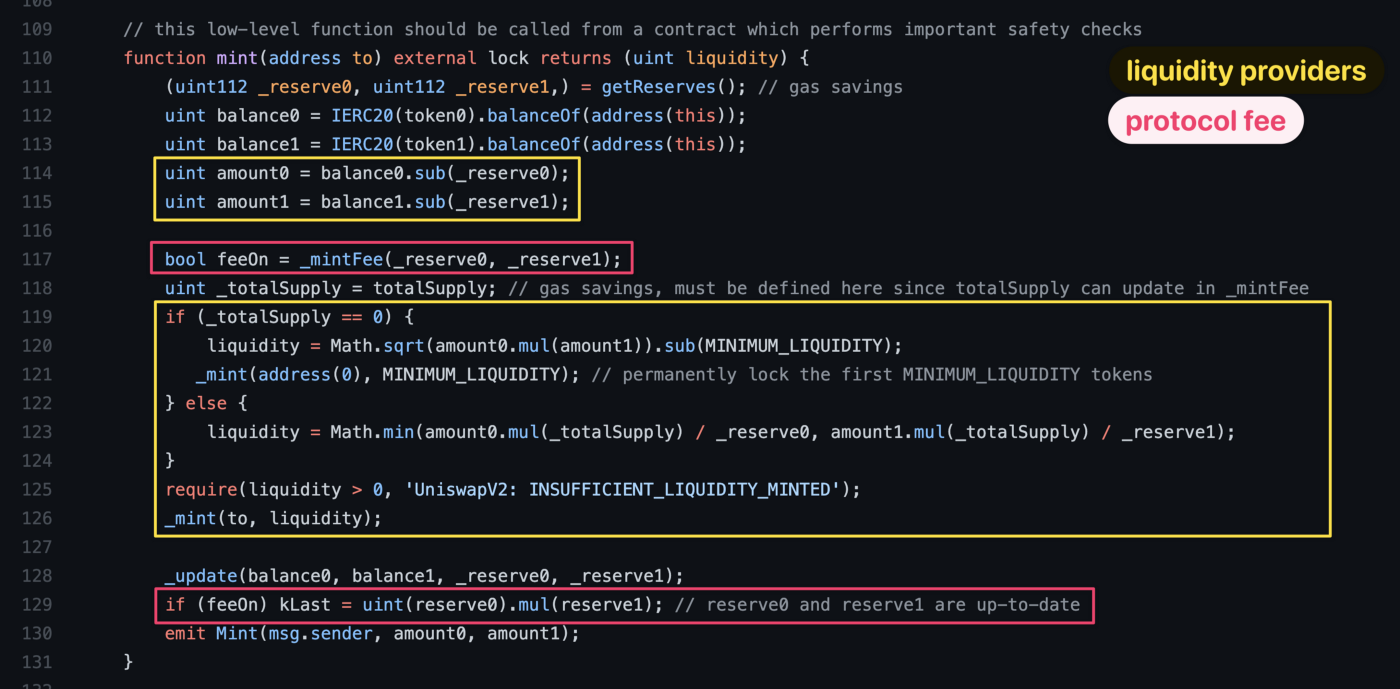 108
109 // this low-level function should be called from a contract which performs important safety checks
110 function mint(address to) external lock returns (uint liquidity) {
liquidity providers
111 (uint112 _reserve0, uint112 _reserve1,) = getReserves(); // gas savings
112 uint balance0 = IERC20(token0).balanceOf(address(this));
protocol fee
113 uint balance1 = IERC20(token1).balanceOf(address(this));
114 uint amount0 = balance0.sub(_reserve0);
115 uint amount1 = balance1.sub(_reserve1);
116
117 bool feeOn = _mintFee(_reserve0, _reserve1);
118 uint _totalSupply = totalSupply; // gas savings, must be defined here since totalSupply can update in _mintFee
119 if (_totalSupply == 0) {
120 liquidity = Math.sqrt(amount0.mul(amount1)).sub(MINIMUM_LIQUIDITY);
121 _mint(address(0), MINIMUM_LIQUIDITY); // permanently lock the first MINIMUM_LIQUIDITY tokens
122 } else {
123 liquidity = Math.min(amount0.mul(_totalSupply) / _reserve0, amount1.mul(_totalSupply) / _reserve1);
124 }
125 require(liquidity > 0, 'UniswapV2: INSUFFICIENT_LIQUIDITY_MINTED');
126 _mint(to, liquidity);
127
128 _update(balance0, balance1, _reserve0, _reserve1);
129 if (feeOn) kLast = uint(reserve0).mul(reserve1); // reserve0 and reserve1 are up-to-date
130 emit Mint(msg.sender, amount0, amount1);
131 }
132